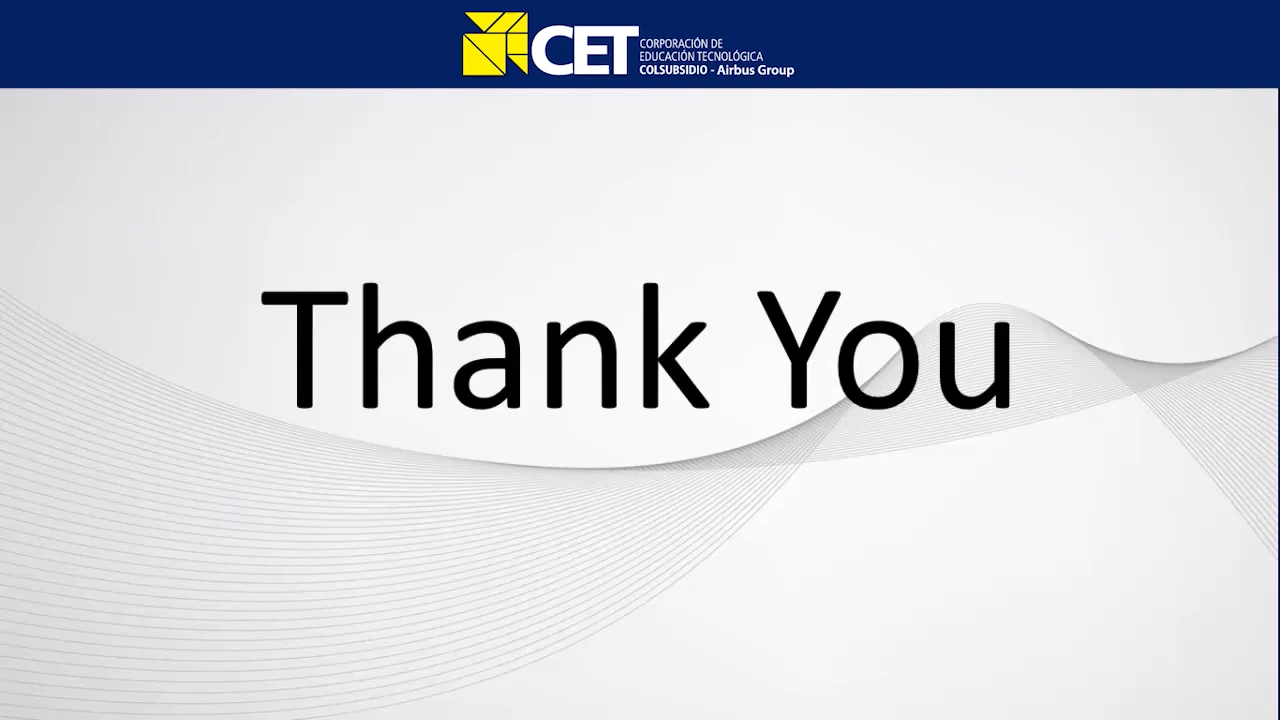 CET
CORPORACIÓN DE
EDUCACIÓN TECNOLÓGICA
COLSUBSIDIO - Airbus Group
Thank You